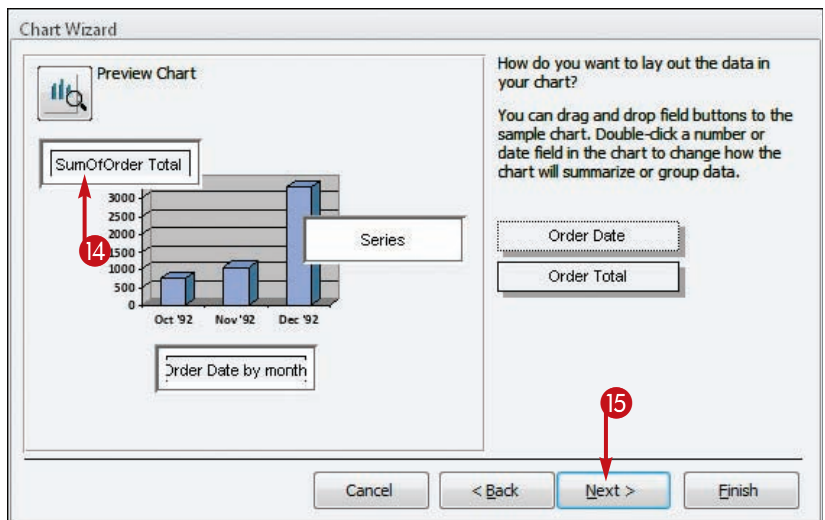 Chart Wizard
Preview Chart
SumOfOrder Total
3000
2500
2000
1500
1000
500
0
Oct '92 Nov '92 Dec '92
Series
Order Date by month
14
How do you want to lay out the data in
your chart?
You can drag and drop field buttons to the
sample chart. Double-click a number or
date field in the chart to change how the
chart will summarize or group data.
Order Date
Order Total
15
Cancel
< Back
Next >
Finish